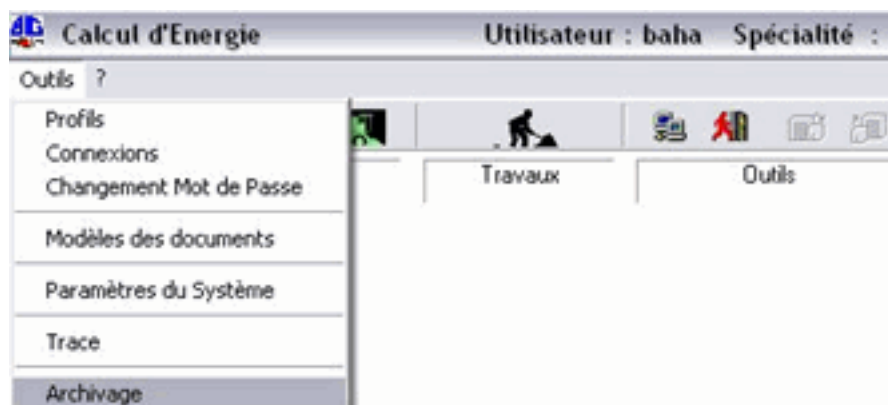 Calcul d'Energie Utilisateur : baha Spécialité :
Outils ?
Profils
Connexions
Changement Mot de Passe
Modèles des documents
Paramètres du Système
Trace
Archivage
Travaux
Outils